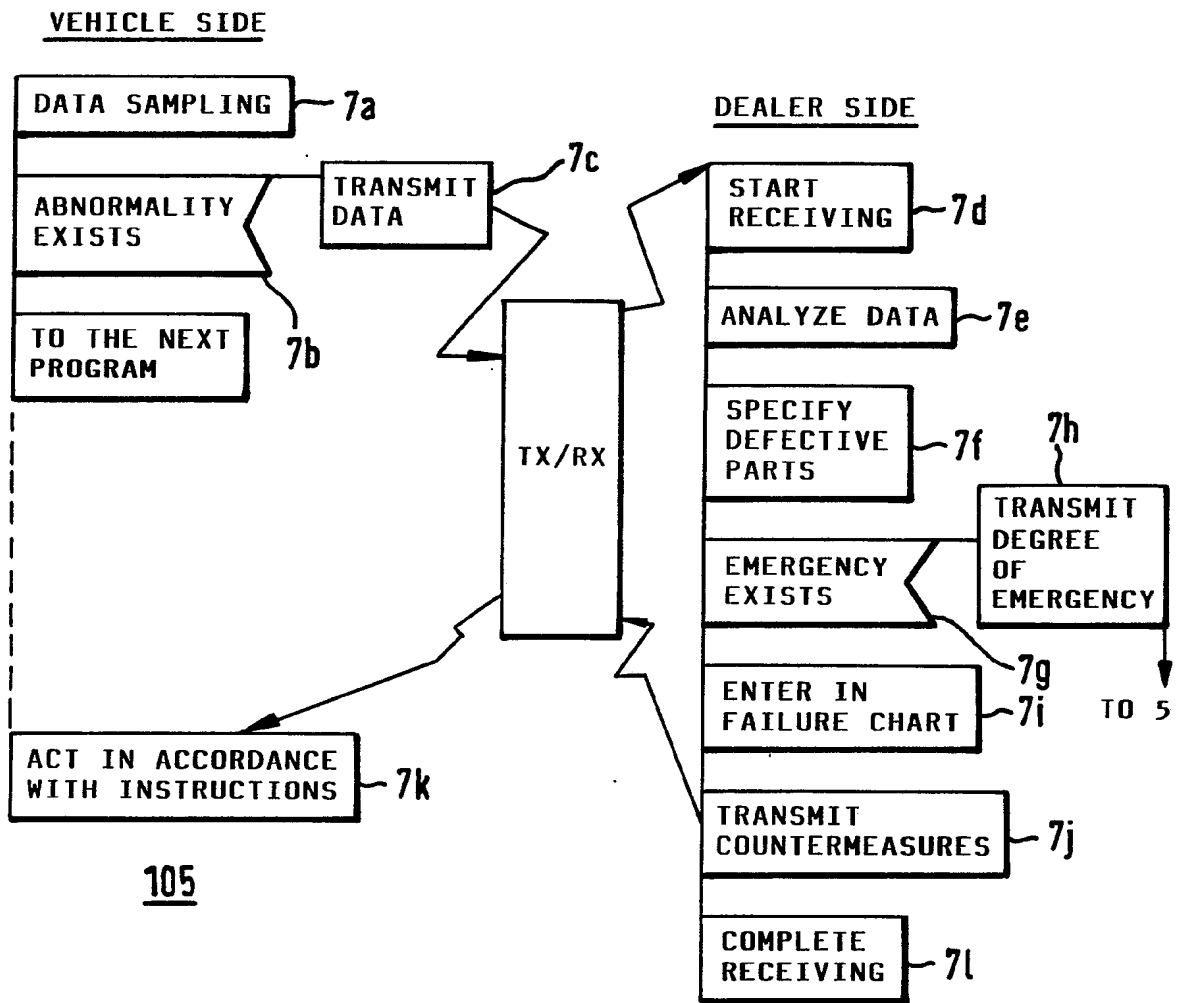 VEHICLE SIDE
DATA SAMPLING
7a
ABNORMALITY
EXISTS
7b
TRANSMIT
DATA
7c
TO THE NEXT
PROGRAM
TX/RX
DEALER SIDE
START
RECEIVING
7d
ANALYZE DATA
7e
SPECIFY
DEFECTIVE
PARTS
7f
EMERGENCY
EXISTS
7g
7h
TRANSMIT
DEGREE
OF
EMERGENCY
TO 5
ENTER IN
FAILURE CHART
7i
TRANSMIT
COUNTERMEASURES
7j
COMPLETE
RECEIVING
7l
ACT IN ACCORDANCE
WITH INSTRUCTIONS
7k
105